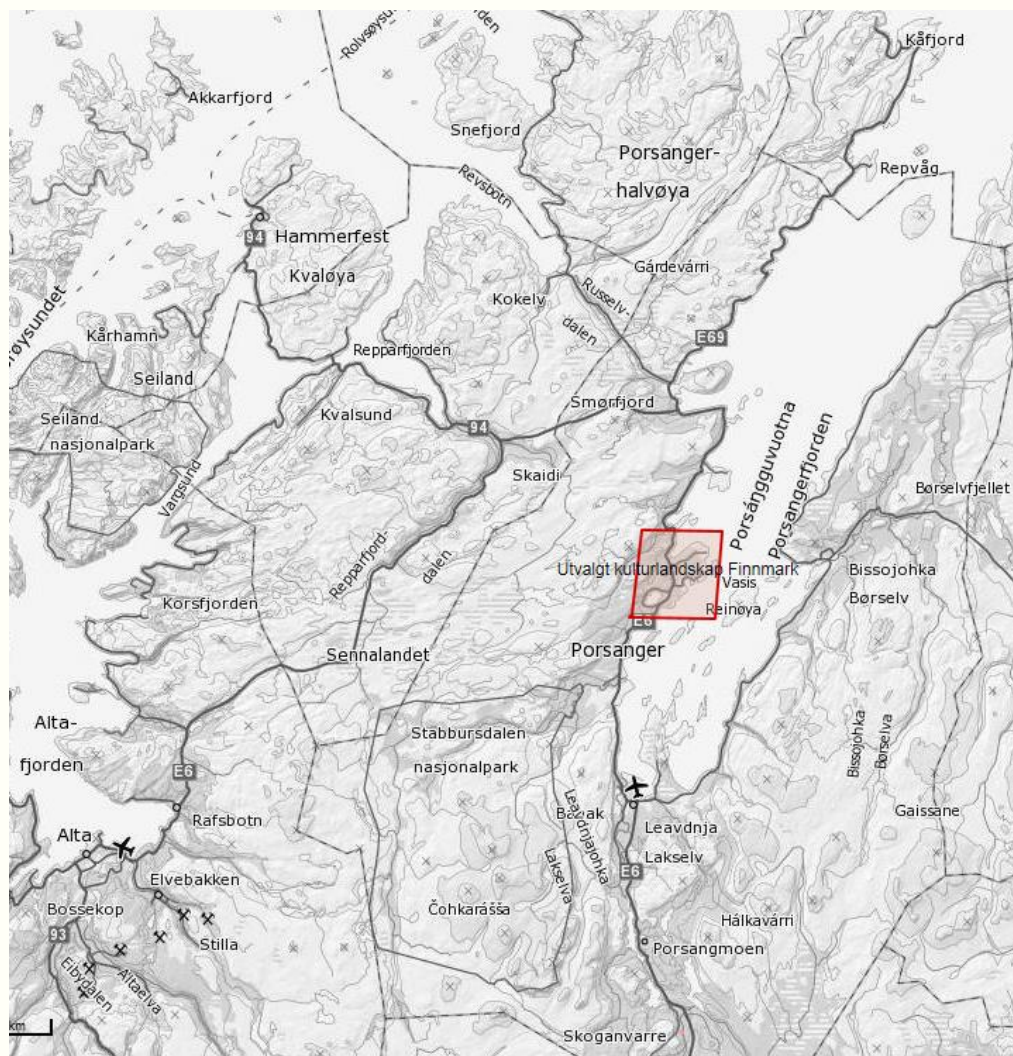 Rolvsøysundet
Akkarfjord
Kåfjord
Snefjord
Porsanger-
halvøya
Repvåg
Revsbotn
94
Hammerfest
Kvaløya
Gárdevárri
Kokelv
Russelv-
dalen
Kårhamn
E69
Repparfjorden
Seiland
Smørfjord
Kvalsund
Seiland
nasjonalpark
94
Skaidi
Vargsund
Porsáŋgguvuotna
Porsangerfjorden
Børselvfjellet
Repparfjord-
dalen
Utvalgt kulturlandskap Finnmark
Vasis
Reinøya
Bissojohka
Børselv
Korsfjorden
E6
Sennalandet
Porsanger
Alta-
fjorden
Stabbursdalen
nasjonalpark
Bissojohka
Børselva
E6
Rafsbotn
Leavdnjajohka
Lakselva
Gaissane
Leavdnja
Lakselv
Alta
E6
Elvebakken
Bossekop
Čohkarášša
Hálkavárri
93
Stilla
Porsangmoen
Eibydalen
Altaelva
km
Skoganvarre